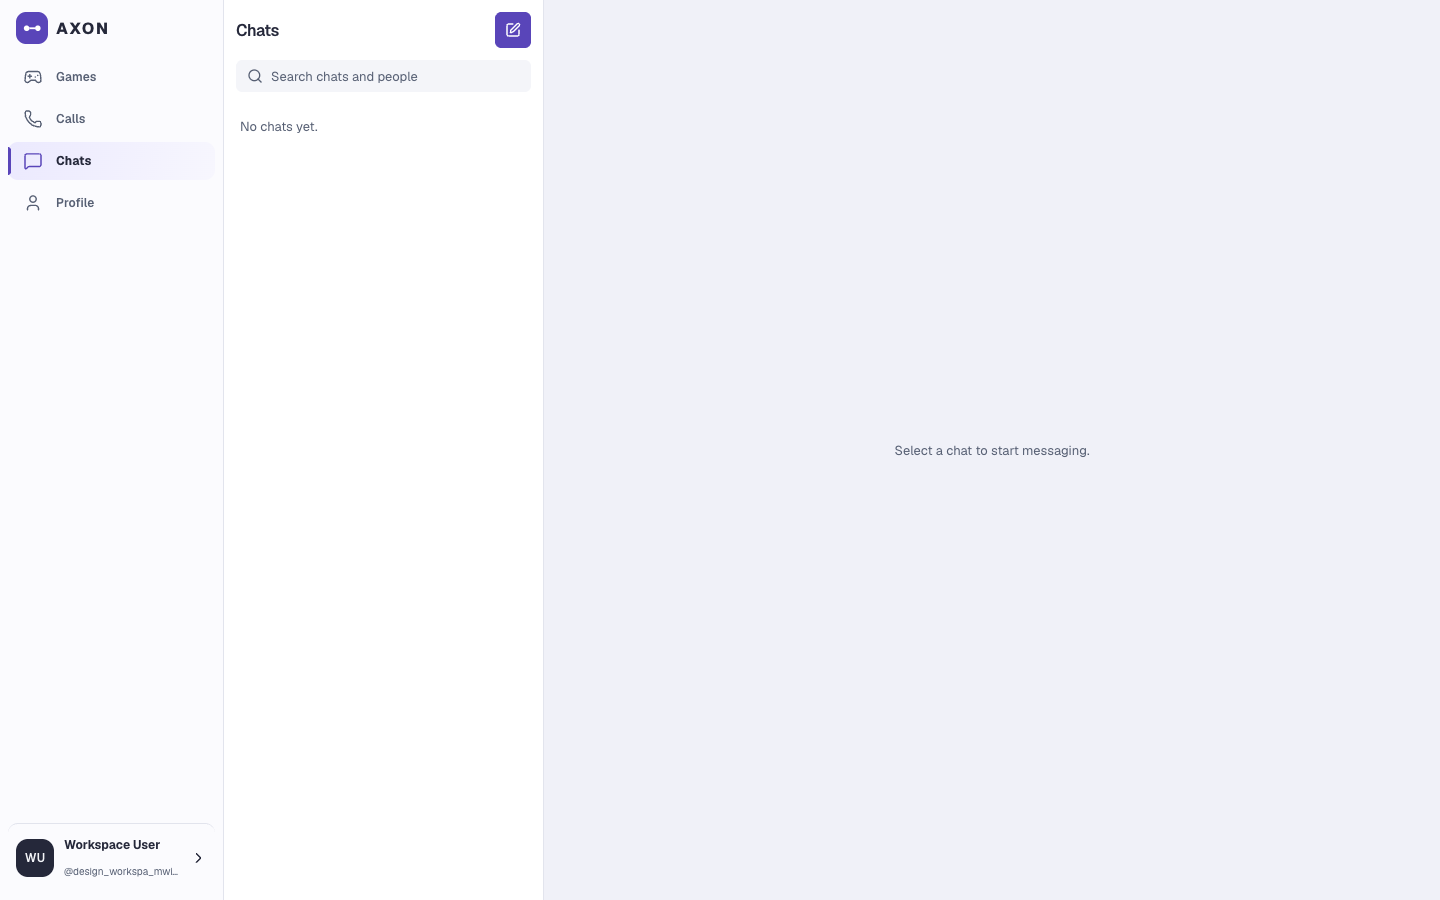 AXON
Games
Calls
Chats
Profile
WU
Workspace User
@design_workspa_mwi...
Chats
Search chats and people
No chats yet.
Select a chat to start messaging.